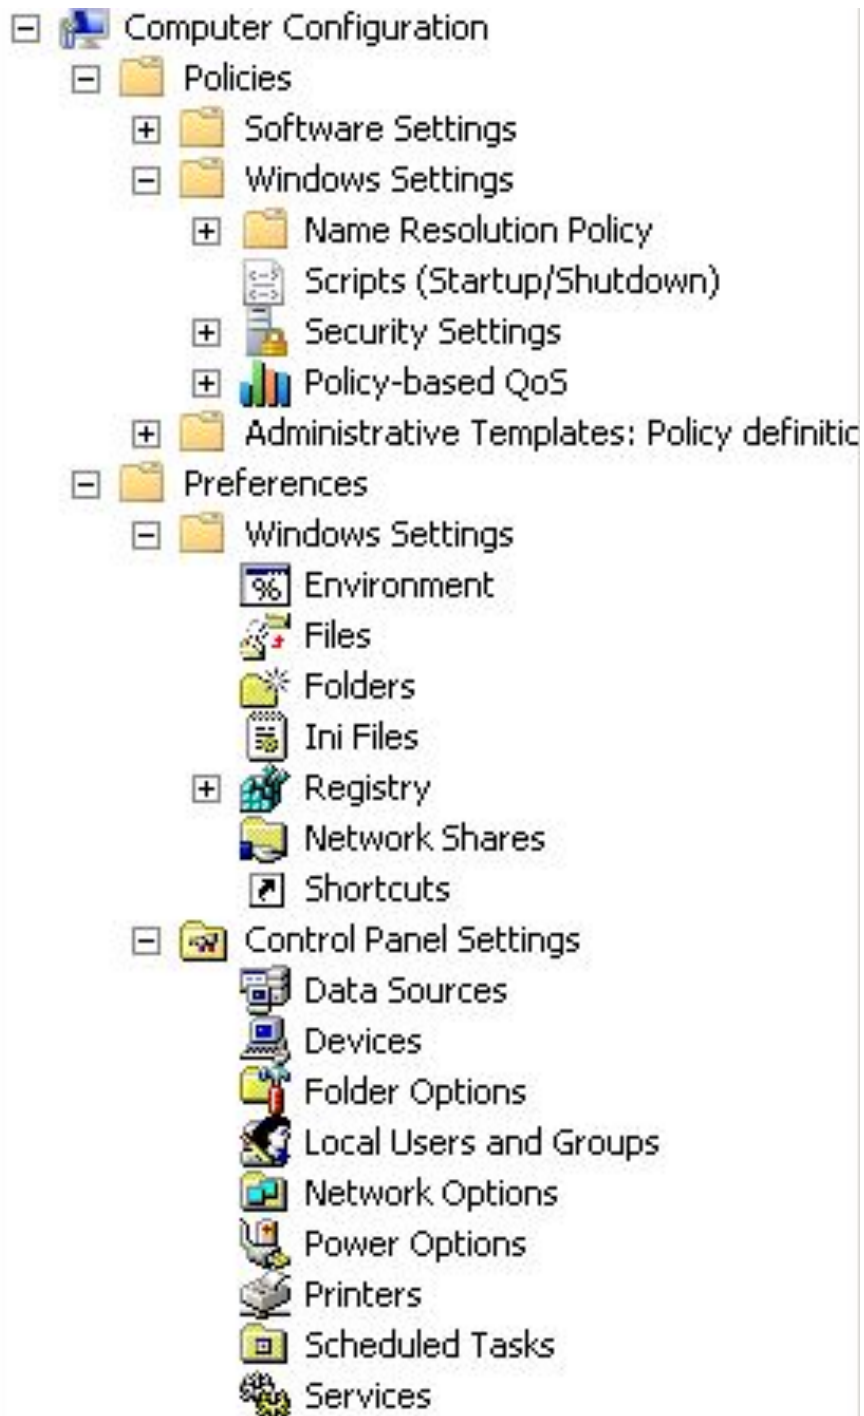 Computer Configuration
Policies
Software Settings
Windows Settings
Name Resolution Policy
Scripts (Startup/Shutdown)
Security Settings
Policy-based QoS
Administrative Templates: Policy definitic
Preferences
Windows Settings
Environment
Files
Folders
Ini Files
Registry
Network Shares
Shortcuts
Control Panel Settings
Data Sources
Devices
Folder Options
Local Users and Groups
Network Options
Power Options
Printers
Scheduled Tasks
Services